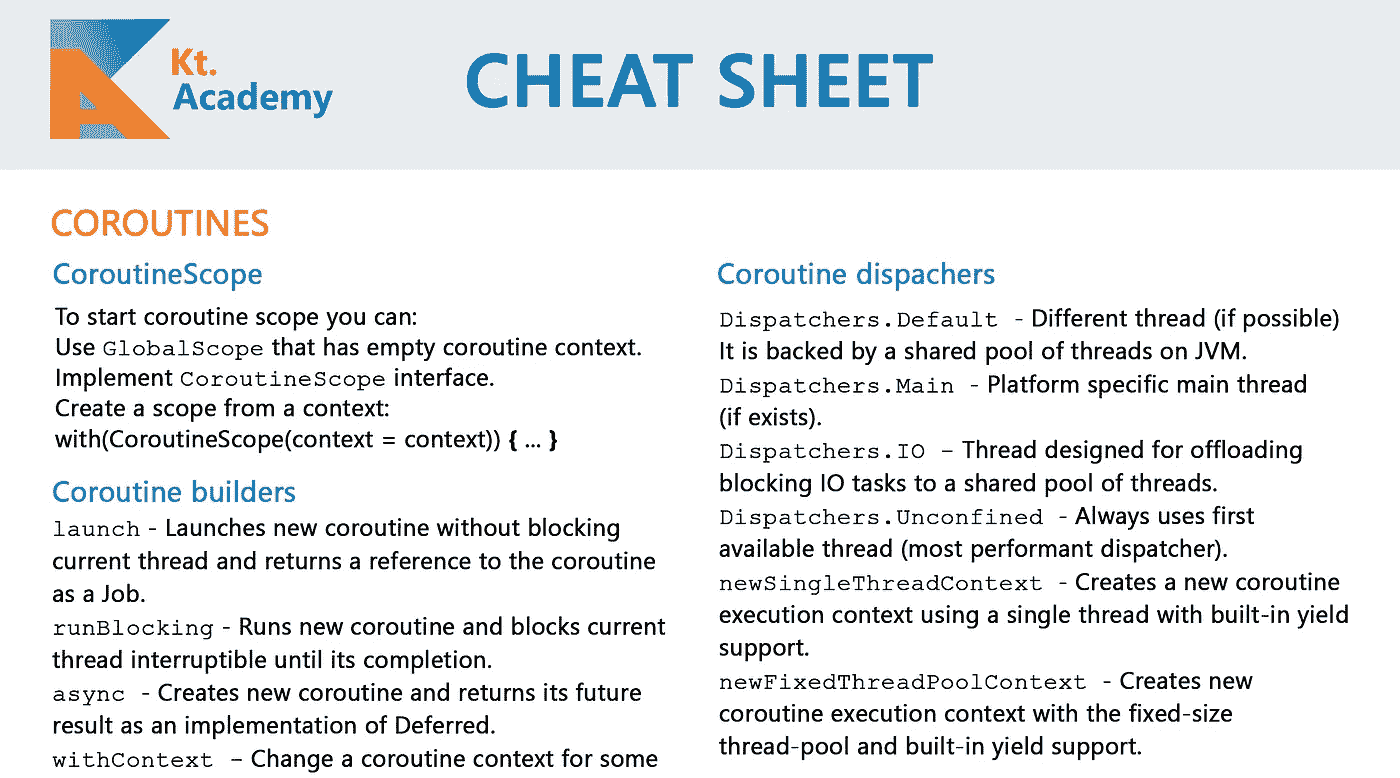 Kt.
Academy
CHEAT SHEET
COROUTINES
CoroutineScope
To start coroutine scope you can:
Use GlobalScope that has empty coroutine context.
Implement CoroutineScope interface.
Create a scope from a context:
with(CoroutineScope(context = context)) { ... }
Coroutine builders
launch - Launches new coroutine without blocking
current thread and returns a reference to the coroutine
as a Job.
runBlocking - Runs new coroutine and blocks current
thread interruptible until its completion.
async - Creates new coroutine and returns its future
result as an implementation of Deferred.
withContext – Change a coroutine context for some
Coroutine dispachers
Dispatchers.Default - Different thread (if possible)
It is backed by a shared pool of threads on JVM.
Dispatchers.Main - Platform specific main thread
(if exists).
Dispatchers.IO – Thread designed for offloading
blocking IO tasks to a shared pool of threads.
Dispatchers.Unconfined - Always uses first
available thread (most performant dispatcher).
newSingleThreadContext - Creates a new coroutine
execution context using a single thread with built-in yield
support.
newFixedThreadPoolContext - Creates new
coroutine execution context with the fixed-size
thread-pool and built-in yield support.